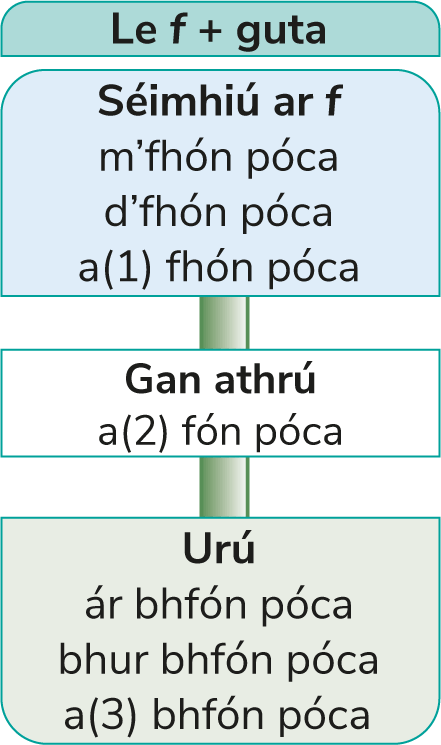 Le f + guta
Séimhiú ar f
m’fhón póca
d’fhón póca
a(1) fhón póca
Gan athrú
a(2) fón póca
Urú
ár bhfón póca
bhur bhfón póca
a(3) bhfón póca